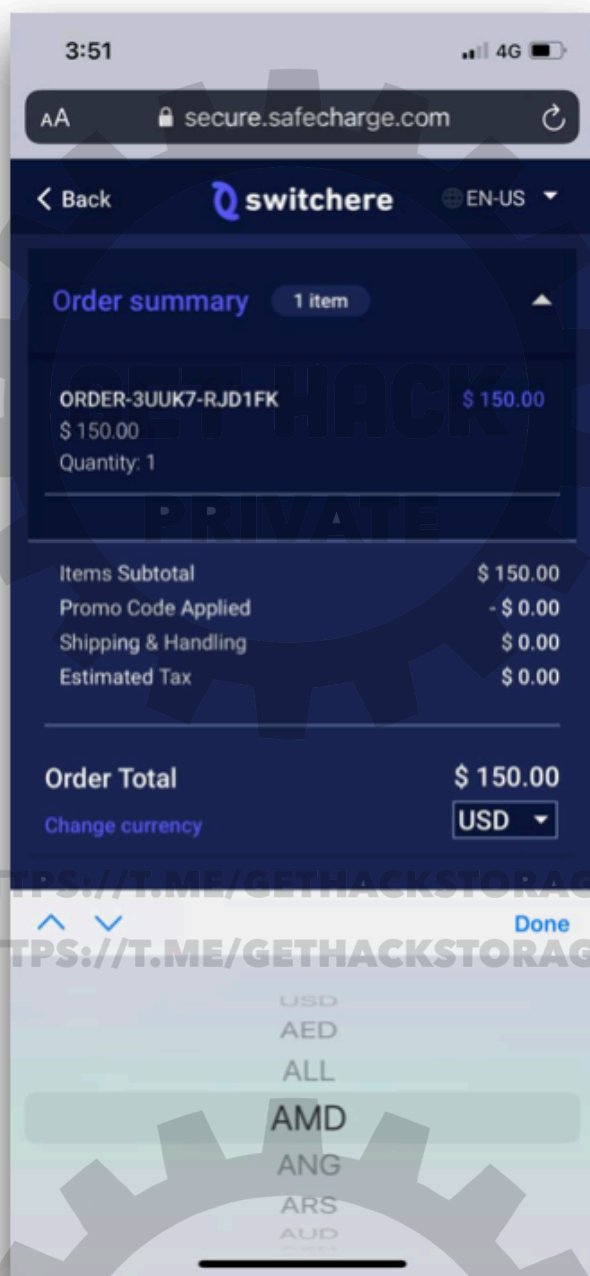 3:51
4G
AA secure.safecharge.com
Back switchere EN-US
Order summary 1 item
GET HACK
ORDER-3UUK7-RJD1FK $ 150.00
$ 150.00
Quantity: 1
PRIVATE
Items Subtotal $ 150.00
Promo Code Applied - $ 0.00
Shipping & Handling $ 0.00
Estimated Tax $ 0.00
Order Total $ 150.00
Change currency USD
TPS://T.ME/GETHACKSTORAG
Done
TPS://T.ME/GETHACKSTORAG
USD
AED
ALL
AMD
ANG
ARS
AUD